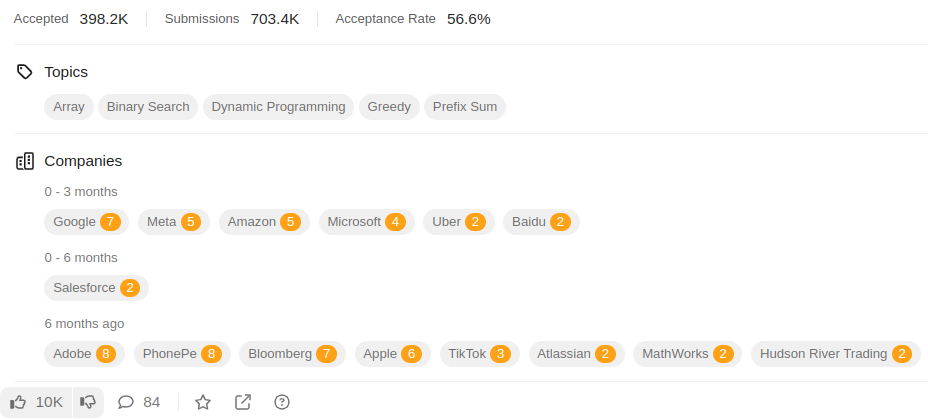 Accepted 398.2K Submissions 703.4K Acceptance Rate 56.6%
Topics
Array Binary Search Dynamic Programming Greedy Prefix Sum
Companies
0 - 3 months
Google 7 Meta 5 Amazon 5 Microsoft 4 Uber 2 Baidu 2
0 - 6 months
Salesforce 2
6 months ago
Adobe 8 PhonePe 8 Bloomberg 7 Apple 6 TikTok 3 Atlassian 2 MathWorks 2 Hudson River Trading 2
10K 84